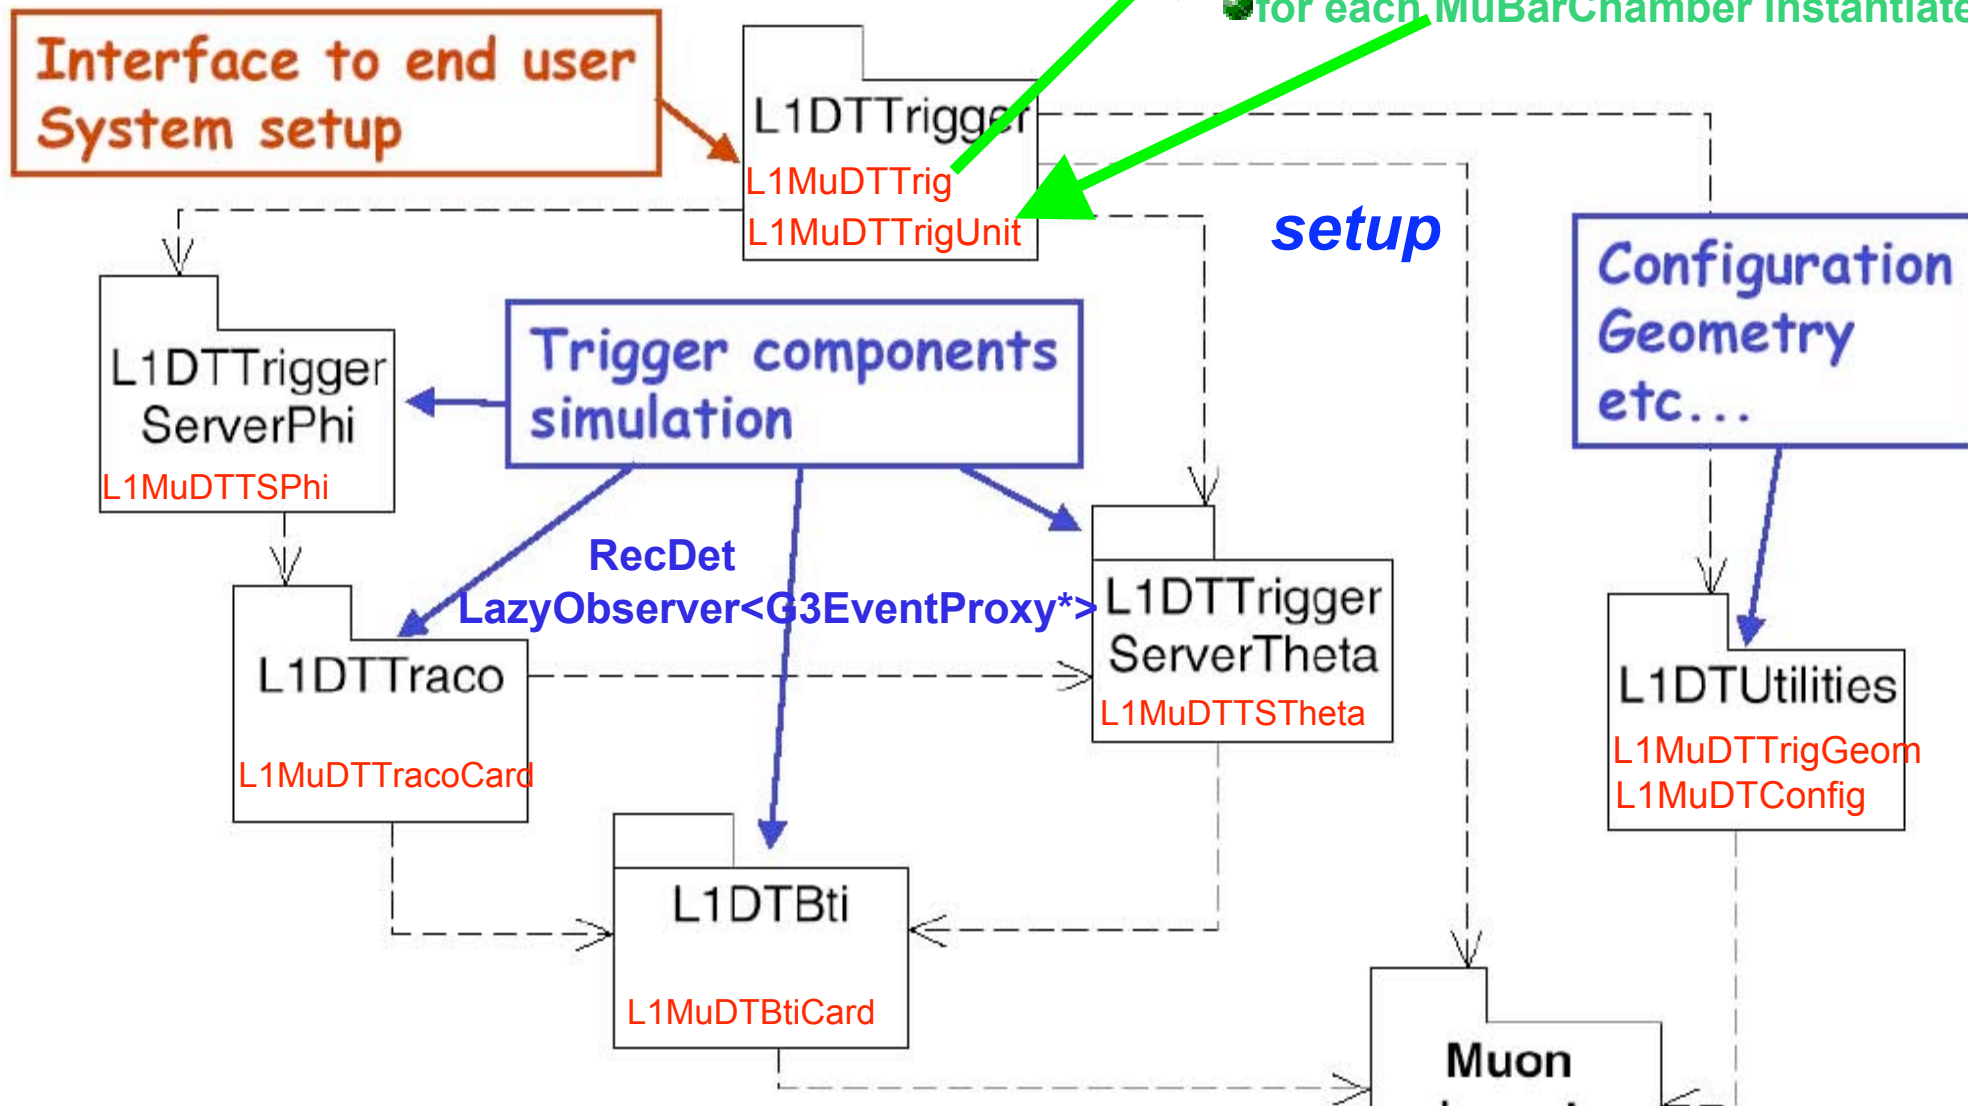 for each MuBarChamber instantiate
Interface to end user
System setup
L1DTTrigger
L1MuDTTrig
L1MuDTTrigUnit
setup
Configuration
Geometry
etc...
Trigger components
simulation
L1DTTrigger
ServerPhi
L1MuDTTSPhi
RecDet
LazyObserver<G3EventProxy*>
L1DTTrigger
ServerTheta
L1MuDTTSTheta
L1DTTraco
L1MuDTTracoCard
L1DTUtilities
L1MuDTTrigGeom
L1MuDTConfig
L1DTBti
L1MuDTBtiCard
Muon